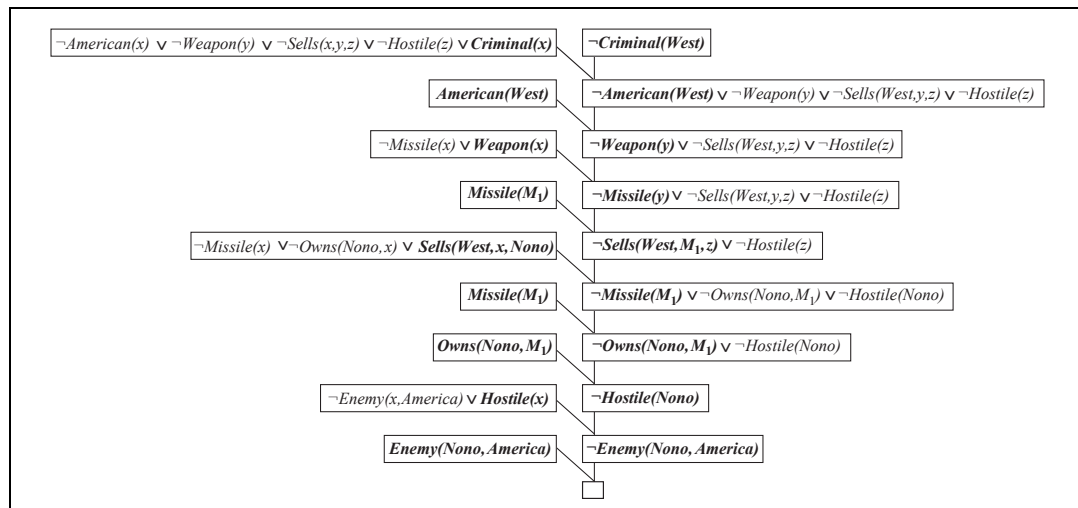 ¬American(x) ∨ ¬Weapon(y) ∨ ¬Sells(x,y,z) ∨ ¬Hostile(z) ∨ Criminal(x) ¬Criminal(West)
American(West) ¬American(West) ∨ ¬Weapon(y) ∨ ¬Sells(West,y,z) ∨ ¬Hostile(z)
¬Missile(x) ∨ Weapon(x) ¬Weapon(y) ∨ ¬Sells(West,y,z) ∨ ¬Hostile(z)
Missile(M₁) ¬Missile(y) ∨ ¬Sells(West,y,z) ∨ ¬Hostile(z)
¬Missile(x) ∨ ¬Owns(Nono,x) ∨ Sells(West,x,Nono) ¬Sells(West,M₁,z) ∨ ¬Hostile(z)
Missile(M₁) ¬Missile(M₁) ∨ ¬Owns(Nono,M₁) ∨ ¬Hostile(Nono)
Owns(Nono,M₁) ¬Owns(Nono,M₁) ∨ ¬Hostile(Nono)
¬Enemy(x,America) ∨ Hostile(x) ¬Hostile(Nono)
Enemy(Nono,America) ¬Enemy(Nono,America)